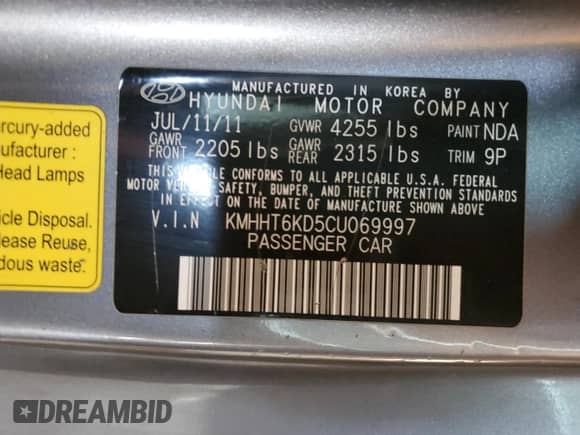 MANUFACTURED IN KOREA BY
HYUNDAI MOTOR COMPANY
JUL/11/11 GVWR 4255 lbs PAINT NDA
GAWR FRONT 2205 lbs GAWR REAR 2315 lbs TRIM 9P
THIS VEHICLE CONFORMS TO ALL APPLICABLE U.S.A. FEDERAL
MOTOR VEHICLE SAFETY, BUMPER, AND THEFT PREVENTION STANDARDS
IN EFFECT ON THE DATE OF MANUFACTURE SHOWN ABOVE
V.I.N KMHHT6KD5CU069997
PASSENGER CAR
ercury-added
nufacturer :
Head Lamps
icle Disposal.
lease Reuse,
dous waste.
DREAMBID